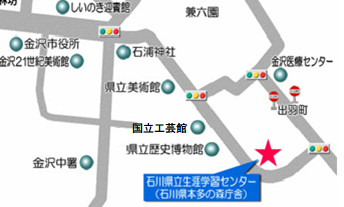 坊
しいのき迎賓館
兼六園
金沢市役所
金沢21世紀美術館
石浦神社
金沢医療センター
県立美術館
出羽町
国立工芸館
県立歴史博物館
金沢中署
石川県立生涯学習センター
(石川県本多の森庁舎)